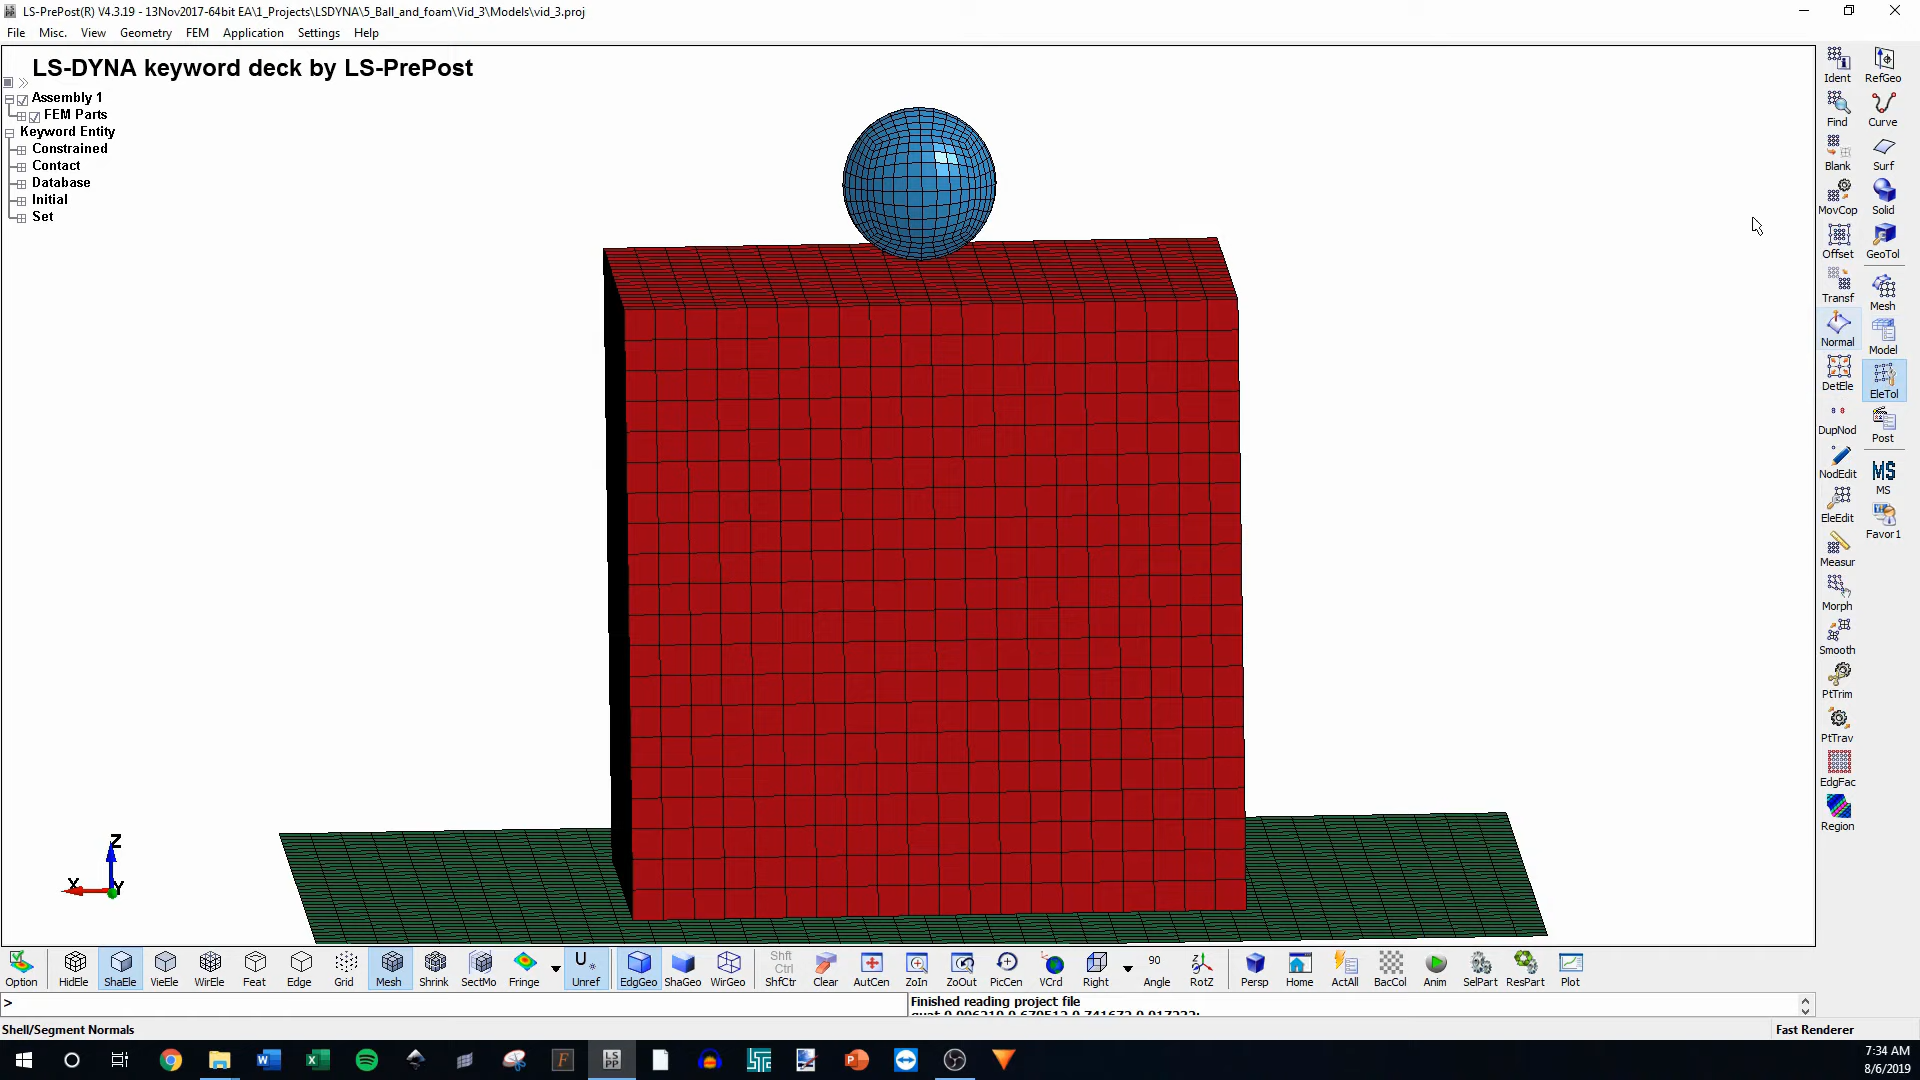 LS-PrePost(R) V4.3.19 - 13Nov2017-64bit EA\1_Projects\LSDYNA\5_Ball_and_foam\Vid_3\Models\vid_3.proj
File Misc. View Geometry FEM Application Settings Help
LS-DYNA keyword deck by LS-PrePost
Assembly 1
FEM Parts
Keyword Entity
Constrained
Contact
Database
Initial
Set
Z
X
Y
Ident RefGeo
Find Curve
Blank Surf
MovCop Solid
Offset GeoTol
Transf Mesh
Normal Model
DetEle EleTol
DupNod Post
NodEdit MS
MS
EleEdit Favor1
Measur
Morph
Smooth
PtTrim
PtTrav
EdgFac
Region
Option HidEle ShaEle VieEle WirEle Feat Edge Grid Mesh Shrink SectMo Fringe Unref EdgGeo ShaGeo WirGeo Shft Ctrl ShfCtr Clear AutCen ZoIn ZoOut PicCen VCrd Right 90 Angle RotZ Persp Home ActAll BacCol Anim SelPart ResPart Plot
>
Finished reading project file
Shell/Segment Normals
Fast Renderer
7:34 AM
8/6/2019